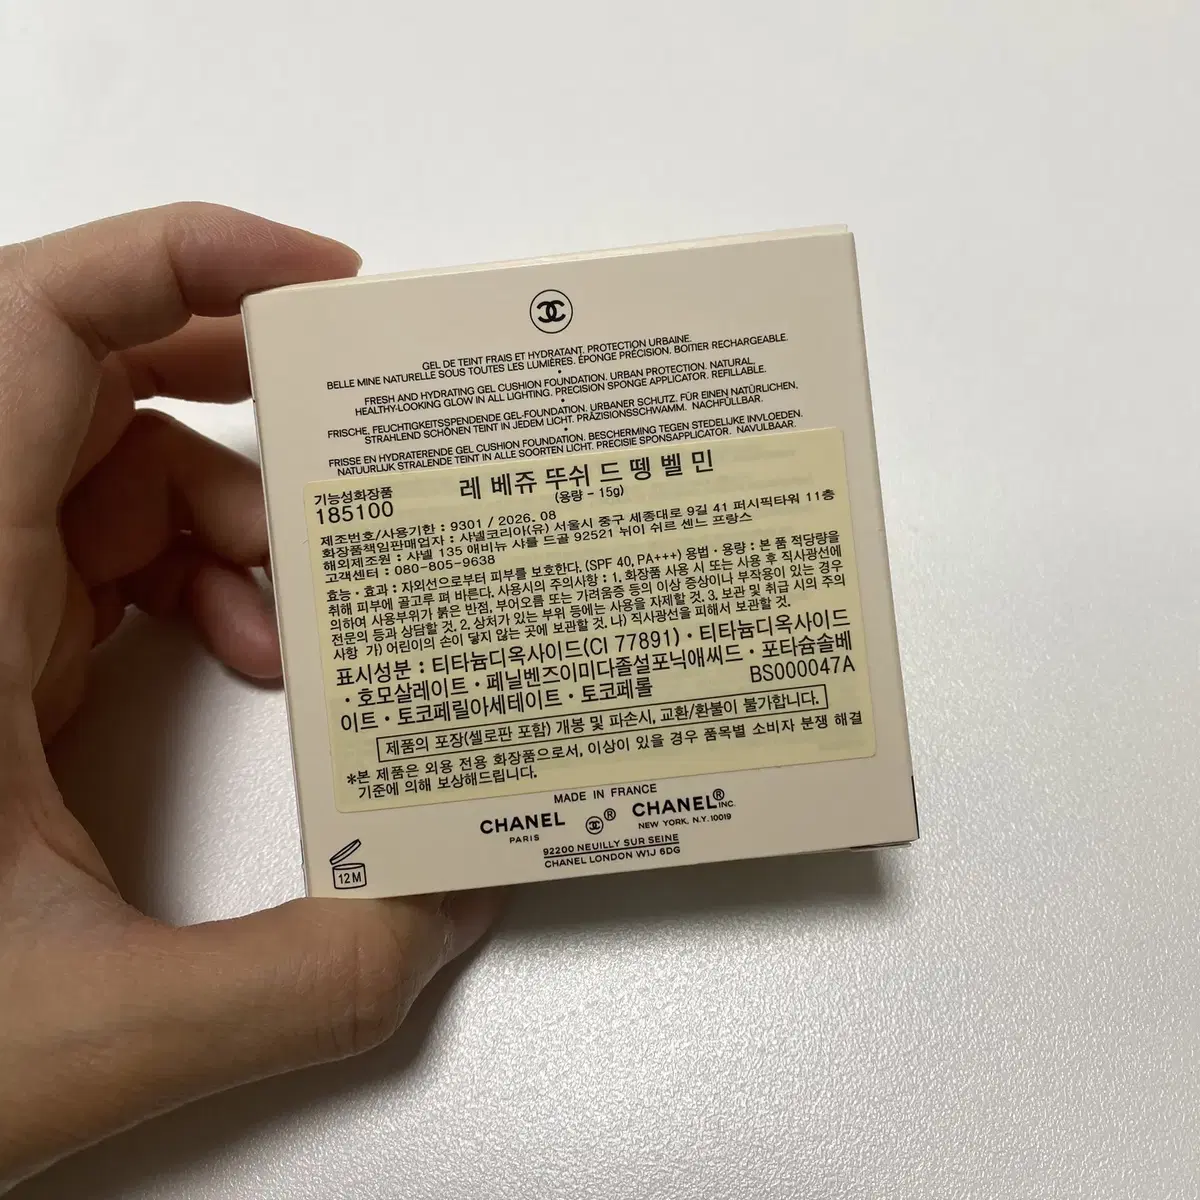 GEL DE TEINT FRAIS ET HYDRATANT. PROTECTION URBAINE.
BELLE MINE NATURELLE SOUS TOUTES LES LUMIÈRES. ÉPONGE PRÉCISION. BOITIER RECHARGEABLE.
FRESH AND HYDRATING GEL CUSHION FOUNDATION. URBAN PROTECTION. NATURAL,
HEALTHY-LOOKING GLOW IN ALL LIGHTING. PRECISION SPONGE APPLICATOR. REFILLABLE.
FRISCHE, FEUCHTIGKEITSSPENDENDE GEL-FOUNDATION. URBANER SCHUTZ. FÜR EINEN NATÜRLICHEN,
STRAHLEND SCHÖNEN TEINT IN JEDEM LICHT. PRÄZISIONSSCHWAMM. NACHFÜLLBAR.
FRISSE EN HYDRATERENDE GEL CUSHION FOUNDATION. BESCHERMING TEGEN STEDELIJKE INVLOEDEN.
NATUURLIJK STRALENDE TEINT IN ALLE SOORTEN LICHT. PRECISIE SPONSAPPLICATOR. NAVULBAAR.
기능성화장품 레 베쥬 뚜쉬 드 뗑 벨 민
185100 (용량 - 15g)
제조번호/사용기한 : 9301 / 2026. 08
화장품책임판매업자 : 샤넬코리아(유) 서울시 중구 세종대로 9길 41 퍼시픽타워 11층
해외제조원 : 샤넬 135 애비뉴 샤를 드골 92521 뉘이 쉬르 센느 프랑스
고객센터 : 080-805-9638
효능 · 효과 : 자외선으로부터 피부를 보호한다. (SPF 40, PA+++) 용법 · 용량 : 본 품 적당량을
취해 피부에 골고루 펴 바른다. 사용시의 주의사항 : 1. 화장품 사용 시 또는 사용 후 직사광선에
의하여 사용부위가 붉은 반점, 부어오름 또는 가려움증 등의 이상 증상이나 부작용이 있는 경우
전문의 등과 상담할 것. 2. 상처가 있는 부위 등에는 사용을 자제할 것. 3. 보관 및 취급 시의 주의
사항 가) 어린이의 손이 닿지 않는 곳에 보관할 것. 나) 직사광선을 피해서 보관할 것.
표시성분 : 티타늄디옥사이드(CI 77891) · 티타늄디옥사이드
· 호모살레이트 · 페닐벤즈이미다졸설포닉애씨드 · 포타슘솔베
이트 · 토코페릴아세테이트 · 토코페롤 BS000047A
제품의 포장(셀로판 포함) 개봉 및 파손시, 교환/환불이 불가합니다.
*본 제품은 외용 전용 화장품으로서, 이상이 있을 경우 품목별 소비자 분쟁 해결
기준에 의해 보상해드립니다.
MADE IN FRANCE
CHANEL ® CHANEL® INC.
PARIS NEW YORK, N.Y. 10019
92200 NEUILLY SUR SEINE
CHANEL LONDON W1J 6DG
12 M